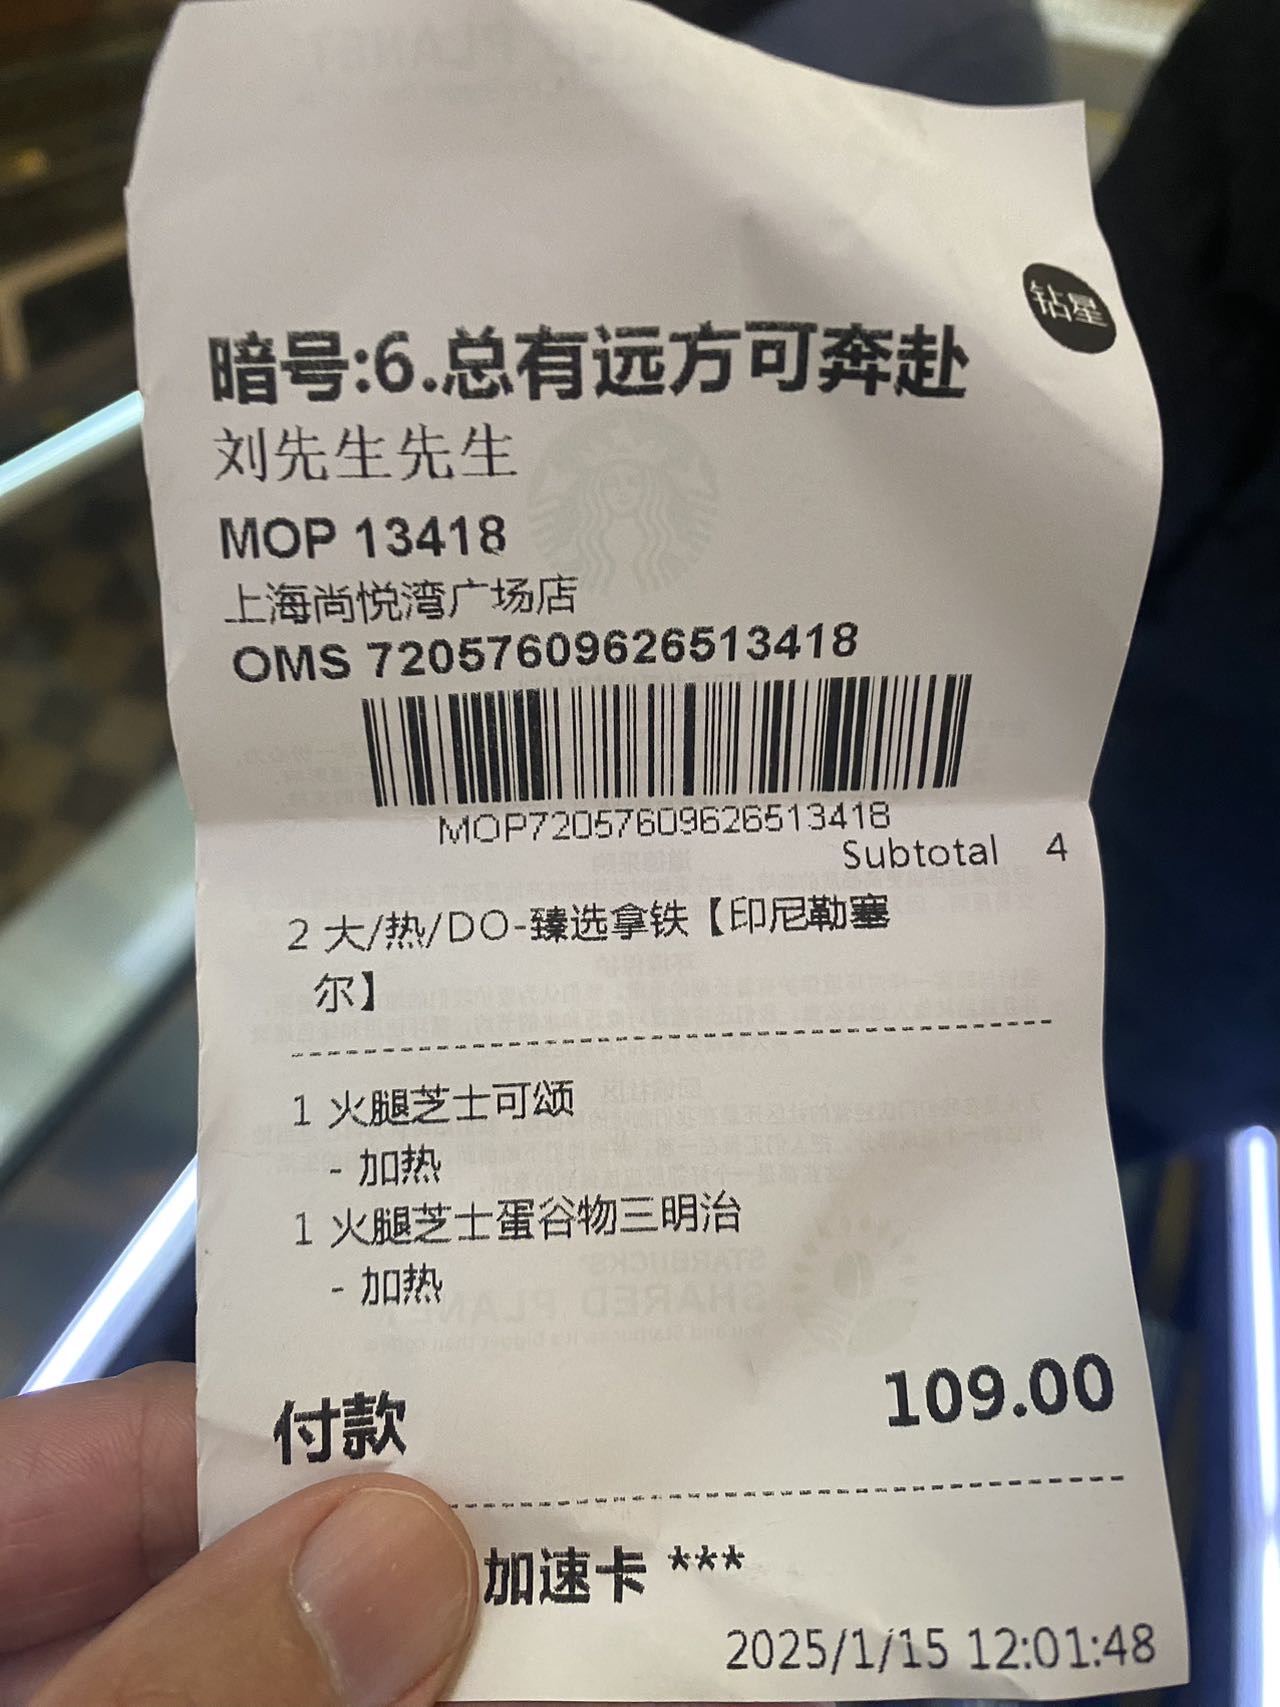 钻星
暗号:6.总有远方可奔赴
刘先生先生
MOP 13418
上海尚悦湾广场店
OMS 72057609626513418
MOP72057609626513418
Subtotal 4
2 大/热/DO-臻选拿铁【印尼勒塞
尔】
1 火腿芝士可颂
- 加热
1 火腿芝士蛋谷物三明治
- 加热
STARBUCKS
SHARED PLANET
付款 109.00
加速卡 ***
2025/1/15 12:01:48